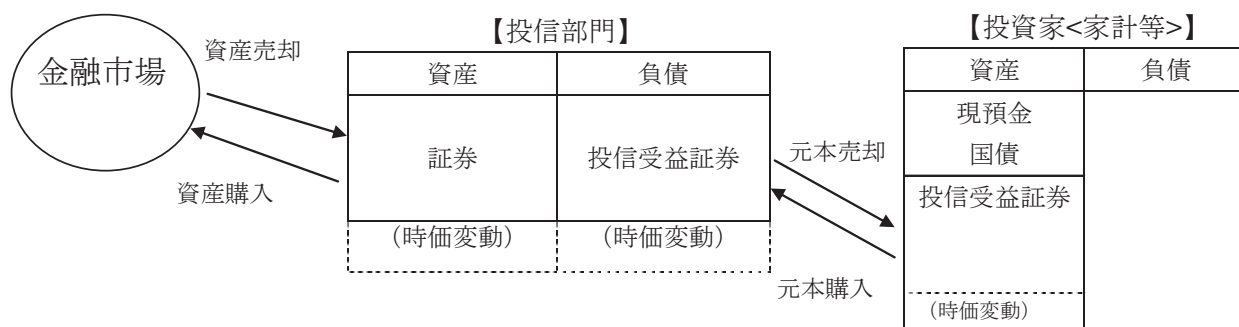 金融市場
資産売却
資産購入
【投信部門】
資産 負債
証券 投信受益証券
(時価変動) (時価変動)
元本売却
元本購入
【投資家<家計等>】
資産 負債
現預金
国債
投信受益証券
(時価変動)